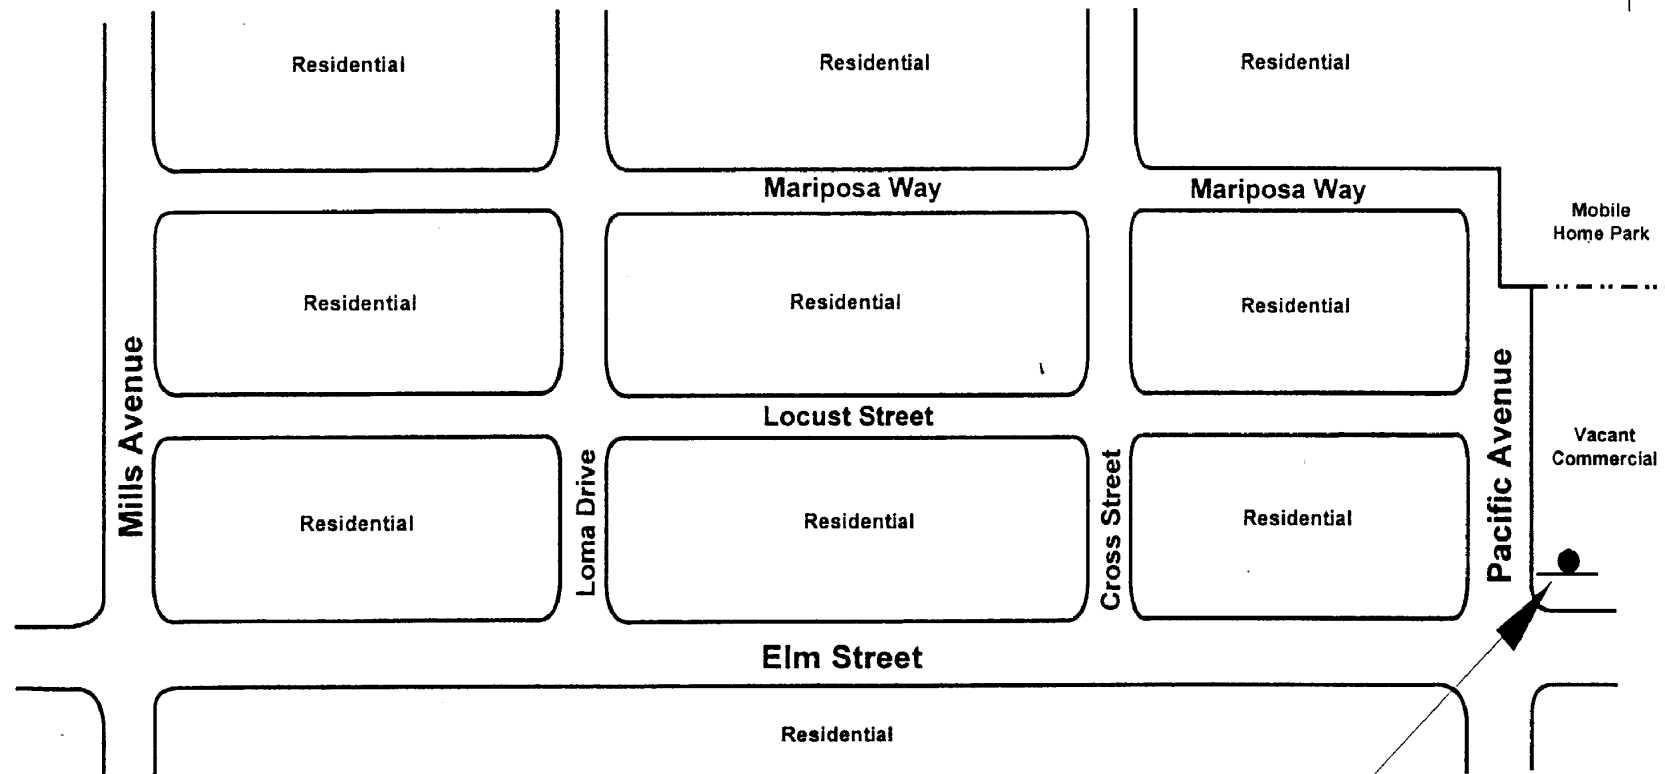 Residential
Residential
Residential
Mariposa Way
Mariposa Way
Mobile
Home Park
Residential
Residential
Residential
Mills Avenue
Locust Street
Pacific Avenue
Vacant
Commercial
Loma Drive
Cross Street
Residential
Residential
Residential
Elm Street
Residential